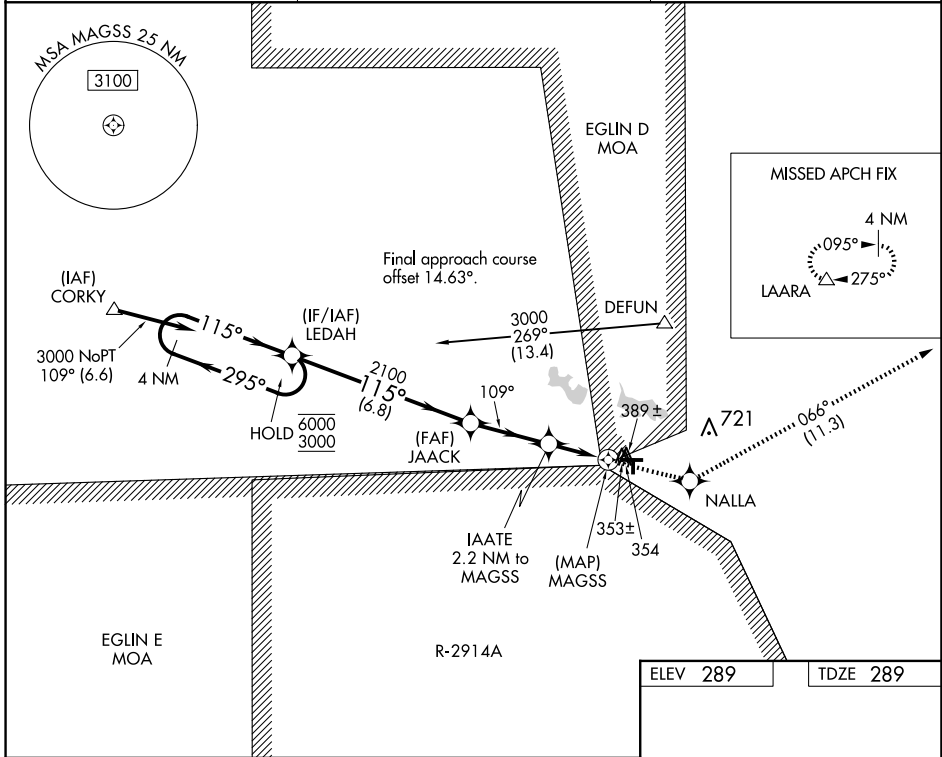 MSA MAGSS 25 NM
3100
EGLIN D
MOA
MISSED APCH FIX
4 NM
095°
275°
LAARA
Final approach course
offset 14.63°.
(IAF)
CORKY
(IF/IAF)
LEDAH
DEFUN
3000
269°
(13.4)
115°
3000 NoPT
109° (6.6)
4 NM
295°
HOLD
6000
3000
2100
115°
(6.8)
109°
(FAF)
JAACK
389±
721
066°
(11.3)
NALLA
353±
354
IAATE
2.2 NM to
MAGSS
(MAP)
MAGSS
EGLIN E
MOA
R-2914A
ELEV 289
TDZE 289